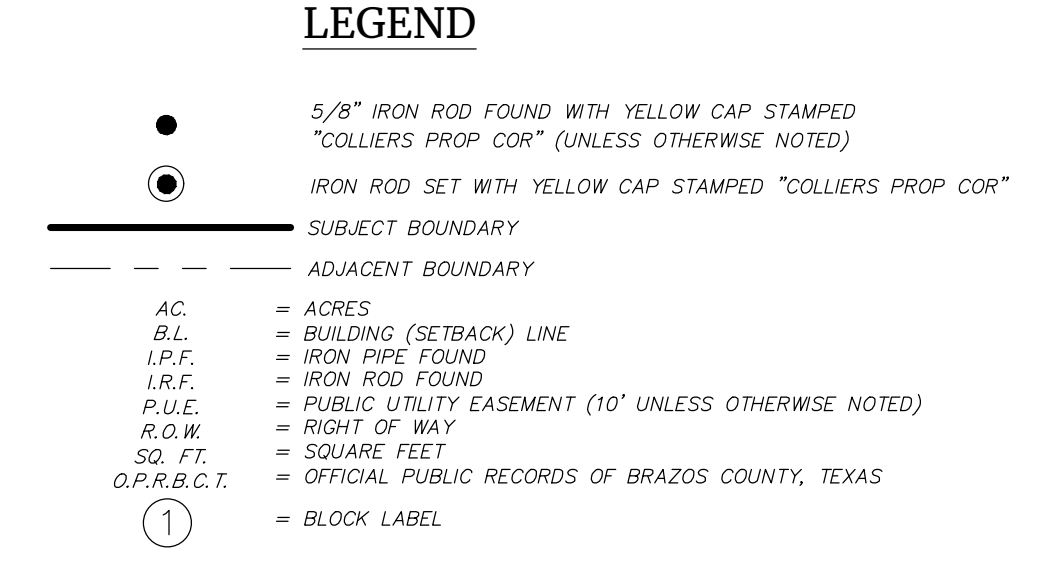 LEGEND
5/8" IRON ROD FOUND WITH YELLOW CAP STAMPED
"COLLIERS PROP COR" (UNLESS OTHERWISE NOTED)
IRON ROD SET WITH YELLOW CAP STAMPED "COLLIERS PROP COR"
SUBJECT BOUNDARY
ADJACENT BOUNDARY
AC. = ACRES
B.L. = BUILDING (SETBACK) LINE
I.P.F. = IRON PIPE FOUND
I.R.F. = IRON ROD FOUND
P.U.E. = PUBLIC UTILITY EASEMENT (10' UNLESS OTHERWISE NOTED)
R.O.W. = RIGHT OF WAY
SQ. FT. = SQUARE FEET
O.P.R.B.C.T. = OFFICIAL PUBLIC RECORDS OF BRAZOS COUNTY, TEXAS
1 = BLOCK LABEL